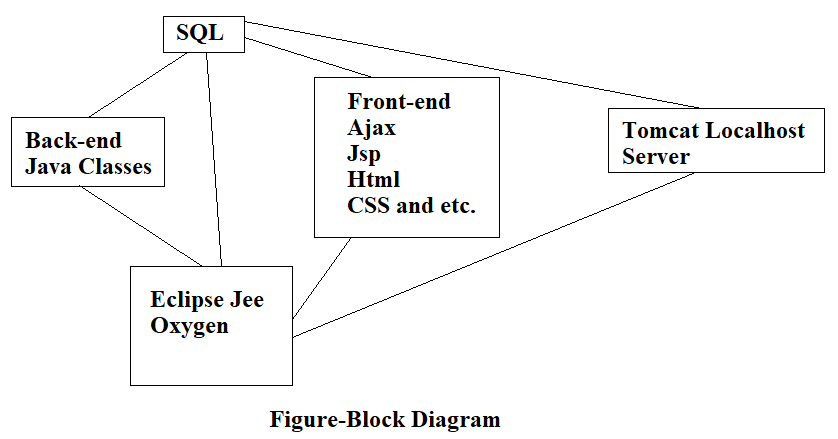 SQL
Back-end
Java Classes
Front-end
Ajax
Jsp
Html
CSS and etc.
Tomcat Localhost
Server
Eclipse Jee
Oxygen
Figure-Block Diagram